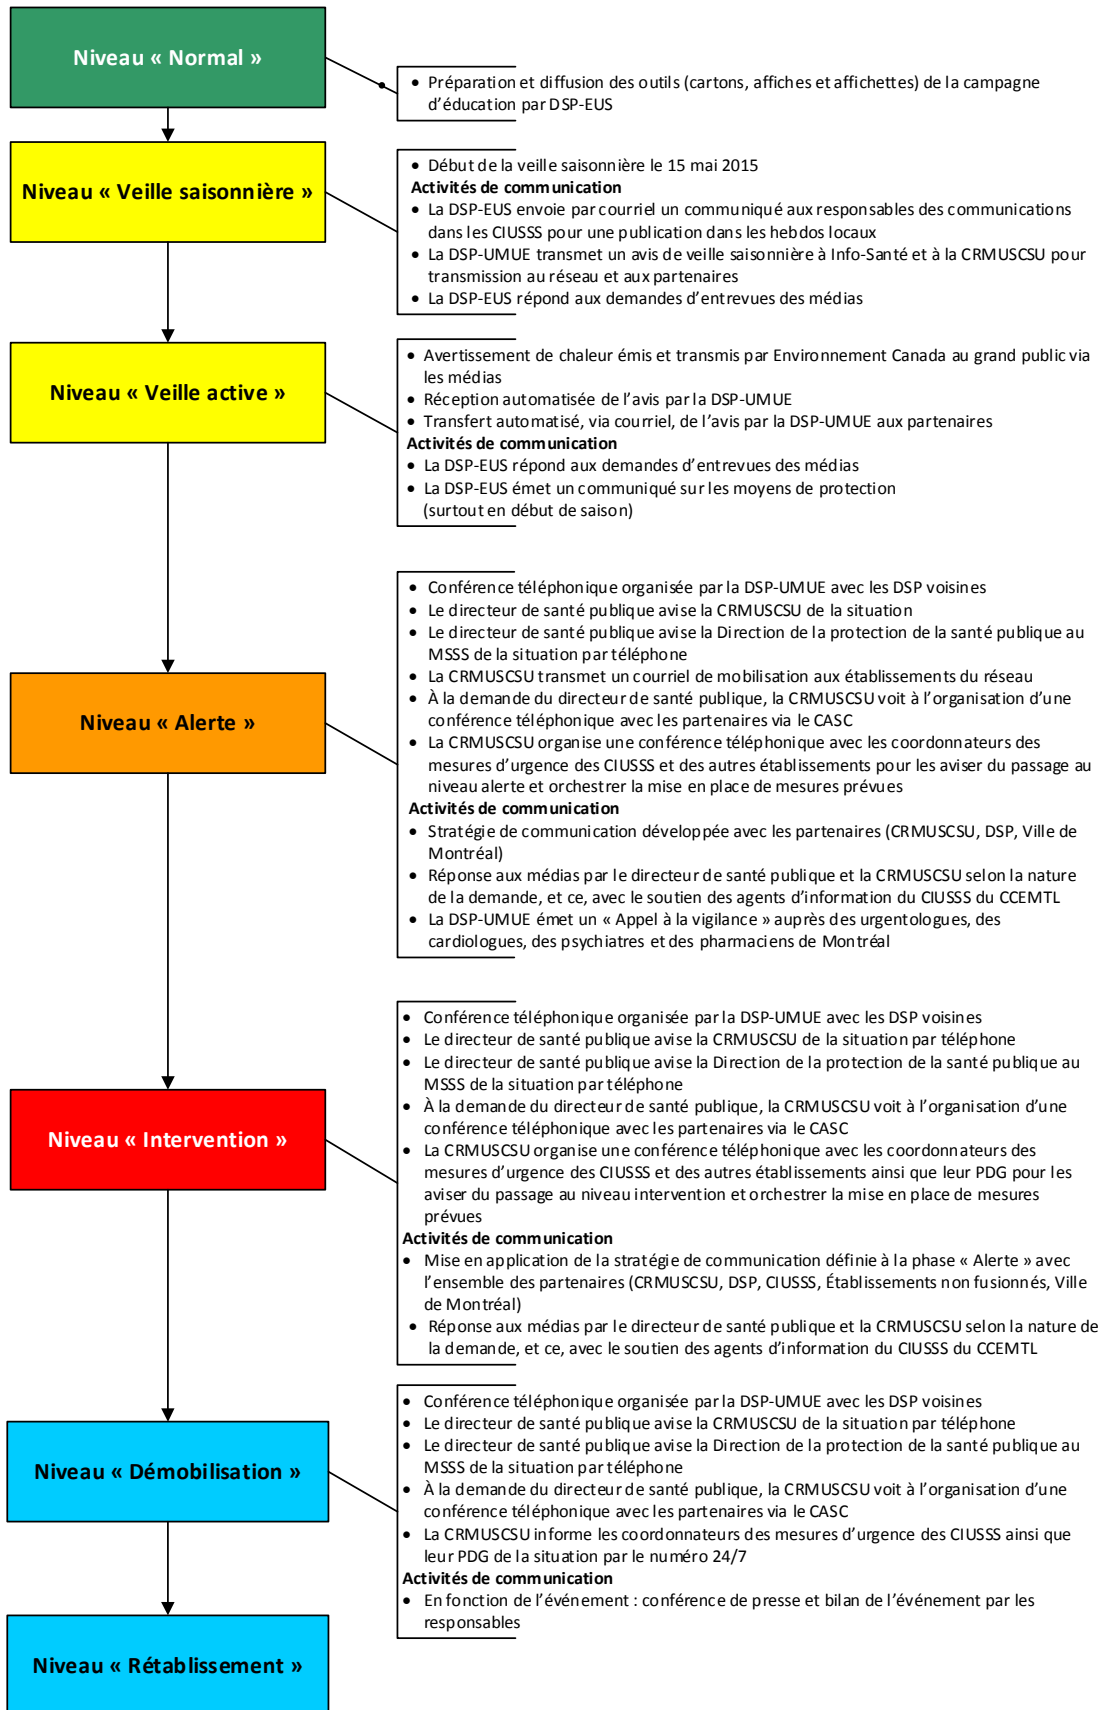 Niveau « Normal »
• Préparation et diffusion des outils (cartons, affiches et affichettes) de la campagne
d’éducation par DSP-EUS
Niveau « Veille saisonnière »
• Début de la veille saisonnière le 15 mai 2015
Activités de communication
• La DSP-EUS envoie par courriel un communiqué aux responsables des communications
dans les CIUSSS pour une publication dans les hebdos locaux
• La DSP-UMUE transmet un avis de veille saisonnière à Info-Santé et à la CRMUSCSU pour
transmission au réseau et aux partenaires
• La DSP-EUS répond aux demandes d’entrevues des médias
Niveau « Veille active »
• Avertissement de chaleur émis et transmis par Environnement Canada au grand public via
les médias
• Réception automatisée de l’avis par la DSP-UMUE
• Transfert automatisé, via courriel, de l’avis par la DSP-UMUE aux partenaires
Activités de communication
• La DSP-EUS répond aux demandes d’entrevues des médias
• La DSP-EUS émet un communiqué sur les moyens de protection
(surtout en début de saison)
Niveau « Alerte »
• Conférence téléphonique organisée par la DSP-UMUE avec les DSP voisines
• Le directeur de santé publique avise la CRMUSCSU de la situation
• Le directeur de santé publique avise la Direction de la protection de la santé publique au
MSSS de la situation par téléphone
• La CRMUSCSU transmet un courriel de mobilisation aux établissements du réseau
• À la demande du directeur de santé publique, la CRMUSCSU voit à l’organisation d’une
conférence téléphonique avec les partenaires via le CASC
• La CRMUSCSU organise une conférence téléphonique avec les coordonnateurs des
mesures d’urgence des CIUSSS et des autres établissements pour les aviser du passage au
niveau alerte et orchestrer la mise en place de mesures prévues
Activités de communication
• Stratégie de communication développée avec les partenaires (CRMUSCSU, DSP, Ville de
Montréal)
• Réponse aux médias par le directeur de santé publique et la CRMUSCSU selon la nature
de la demande, et ce, avec le soutien des agents d’information du CIUSSS du CCEMTL
• La DSP-UMUE émet un « Appel à la vigilance » auprès des urgentologues, des
cardiologues, des psychiatres et des pharmaciens de Montréal
Niveau « Intervention »
• Conférence téléphonique organisée par la DSP-UMUE avec les DSP voisines
• Le directeur de santé publique avise la CRMUSCSU de la situation par téléphone
• Le directeur de santé publique avise la Direction de la protection de la santé publique au
MSSS de la situation par téléphone
• À la demande du directeur de santé publique, la CRMUSCSU voit à l’organisation d’une
conférence téléphonique avec les partenaires via le CASC
• La CRMUSCSU organise une conférence téléphonique avec les coordonnateurs des
mesures d’urgence des CIUSSS et des autres établissements ainsi que leur PDG pour les
aviser du passage au niveau intervention et orchestrer la mise en place de mesures
prévues
Activités de communication
• Mise en application de la stratégie de communication définie à la phase « Alerte » avec
l’ensemble des partenaires (CRMUSCSU, DSP, CIUSSS, Établissements non fusionnés, Ville
de Montréal)
• Réponse aux médias par le directeur de santé publique et la CRMUSCSU selon la nature de
la demande, et ce, avec le soutien des agents d’information du CIUSSS du CCEMTL
Niveau « Démobilisation »
• Conférence téléphonique organisée par la DSP-UMUE avec les DSP voisines
• Le directeur de santé publique avise la CRMUSCSU de la situation par téléphone
• Le directeur de santé publique avise la Direction de la protection de la santé publique au
MSSS de la situation par téléphone
• À la demande du directeur de santé publique, la CRMUSCSU voit à l’organisation d’une
conférence téléphonique avec les partenaires via le CASC
• La CRMUSCSU informe les coordonnateurs des mesures d’urgence des CIUSSS ainsi que
leur PDG de la situation par le numéro 24/7
Activités de communication
• En fonction de l’événement : conférence de presse et bilan de l’événement par les
responsables
Niveau « Rétablissement »